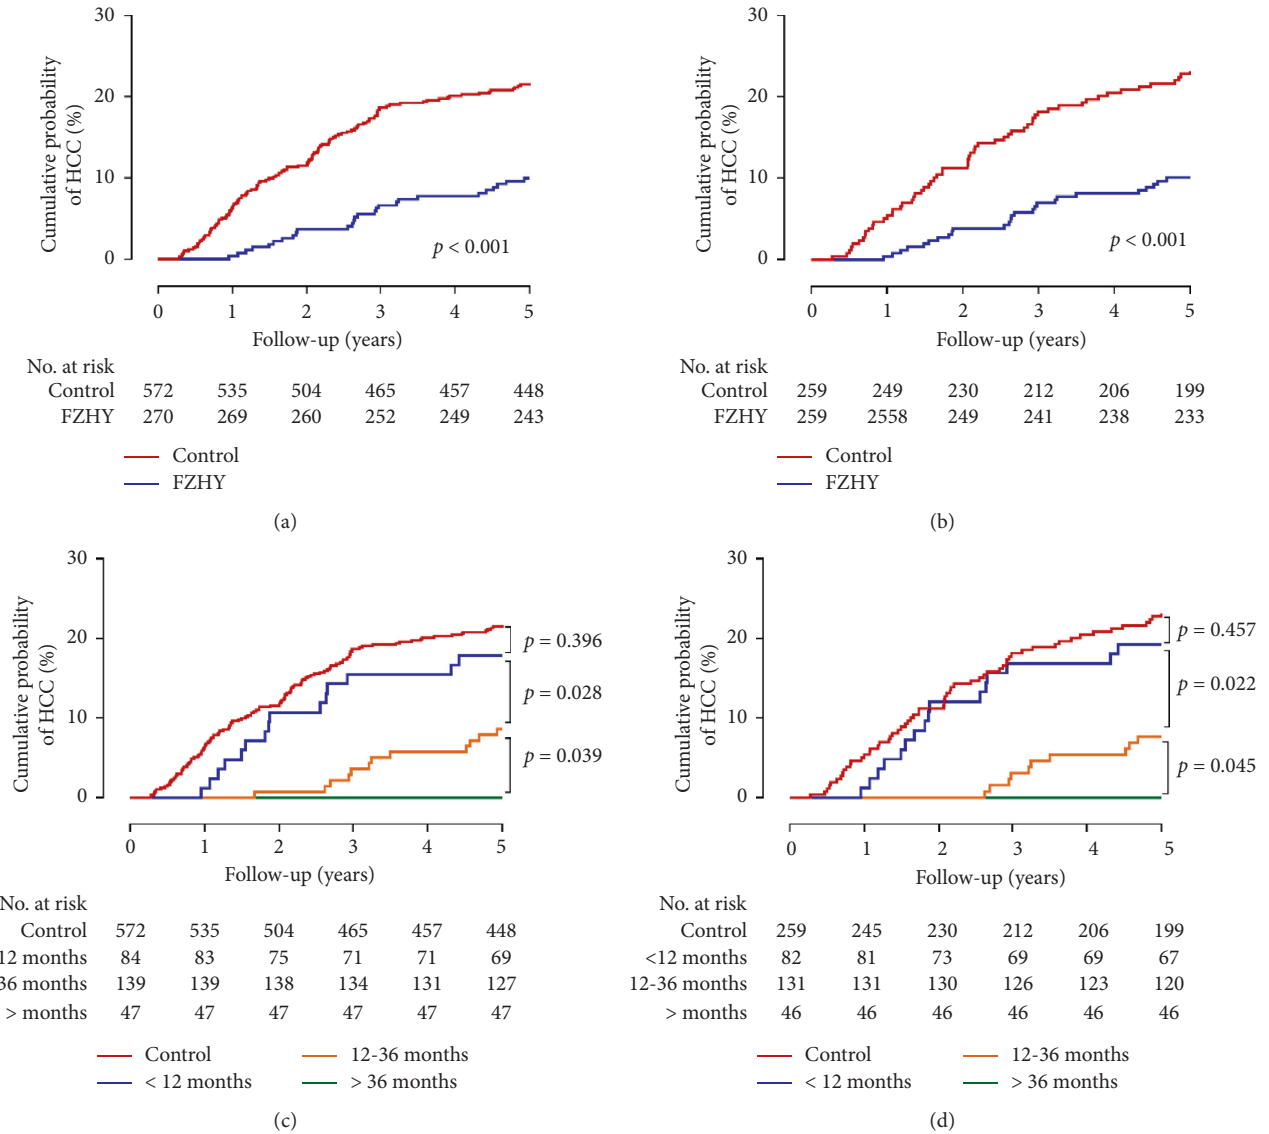 30
20
10
0
Cumulative probability
of HCC (%)
p < 0.001
0 1 2 3 4 5
Follow-up (years)
No. at risk
Control 572 535 504 465 457 448
FZHY 270 269 260 252 249 243
Control
FZHY
(a)
30
20
10
0
Cumulative probability
of HCC (%)
p < 0.001
0 1 2 3 4 5
Follow-up (years)
No. at risk
Control 259 249 230 212 206 199
FZHY 259 2558 249 241 238 233
Control
FZHY
(b)
30
20
10
0
Cumulative probability
of HCC (%)
p = 0.396
p = 0.028
p = 0.039
0 1 2 3 4 5
Follow-up (years)
No. at risk
Control 572 535 504 465 457 448
12 months 84 83 75 71 71 69
36 months 139 139 138 134 131 127
> months 47 47 47 47 47 47
Control 12-36 months
< 12 months > 36 months
(c)
30
20
10
0
Cumulative probability
of HCC (%)
p = 0.457
p = 0.022
p = 0.045
0 1 2 3 4 5
Follow-up (years)
No. at risk
Control 259 245 230 212 206 199
<12 months 82 81 73 69 69 67
12-36 months 131 131 130 126 123 120
> months 46 46 46 46 46 46
Control 12-36 months
< 12 months > 36 months
(d)